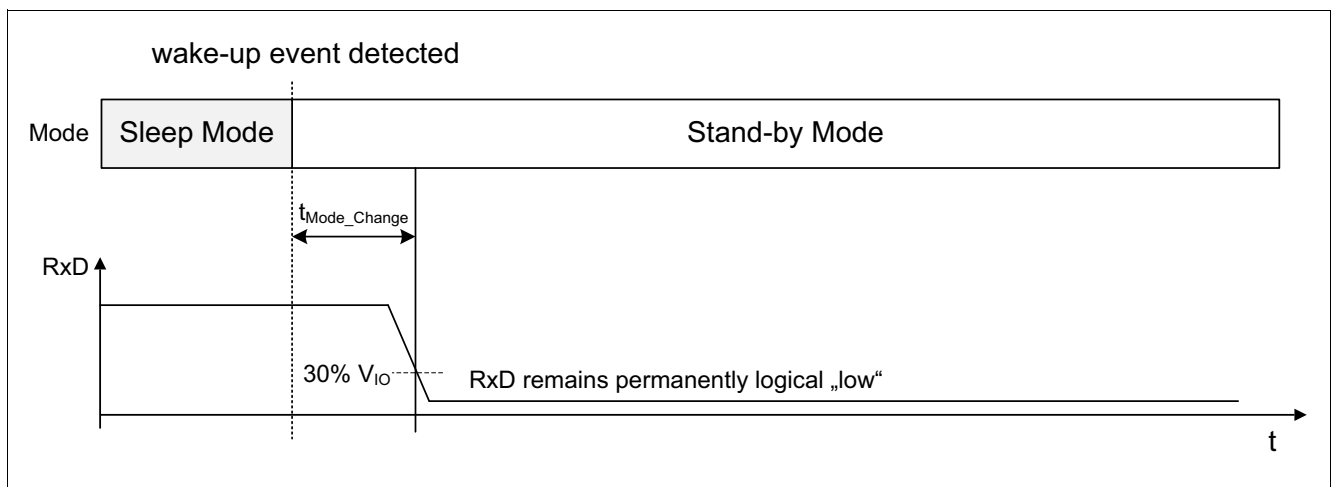 wake-up event detected
Mode Sleep Mode Stand-by Mode
tMode_Change
RxD
30% VIO
RxD remains permanently logical „low“
t